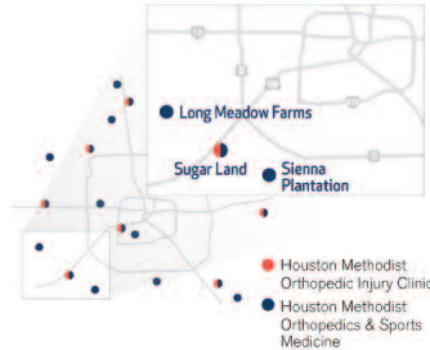 Long Meadow Farms
Sugar Land
Sienna
Plantation
Houston Methodist
Orthopedic Injury Clinic
Houston Methodist
Orthopedics & Sports
Medicine